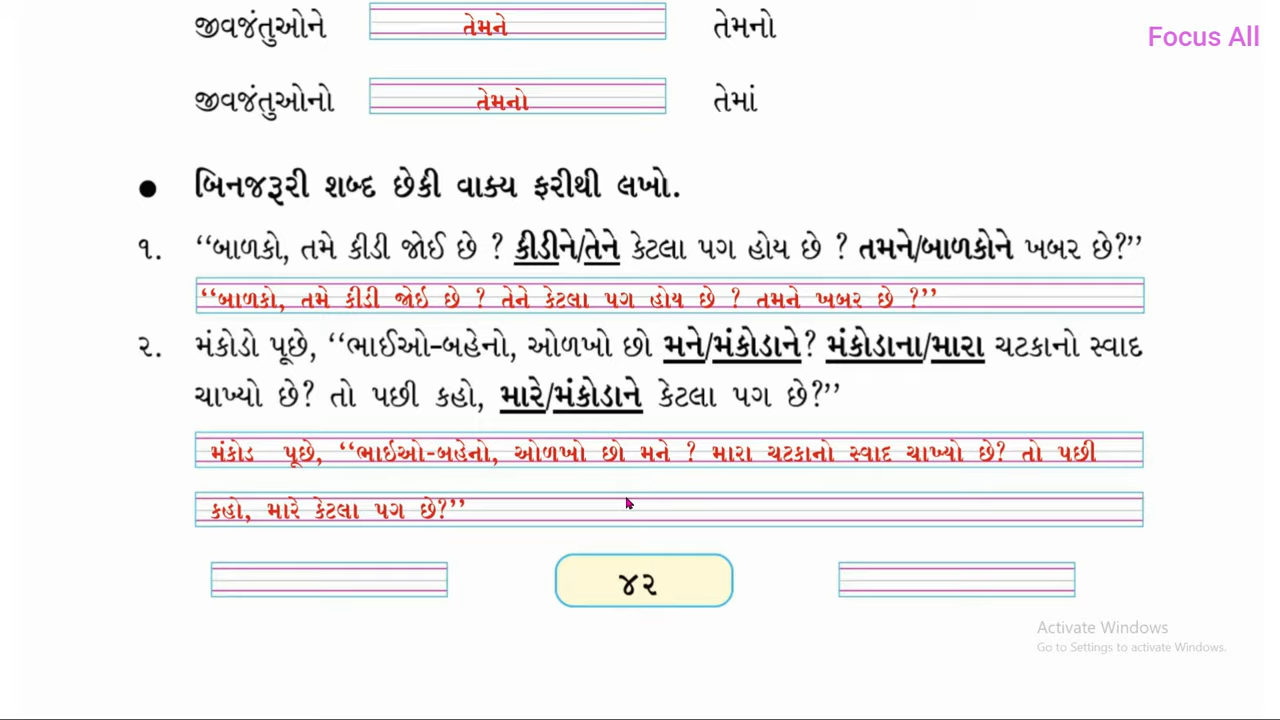 જીવજંતુઓને તેમને તેમનો
Focus All
જીવજંતુઓનો તેમનો તેમાં
● બિનજરૂરી શબ્દ છેકી વાક્ય ફરીથી લખો.
૧. “બાળકો, તમે કીડી જોઈ છે ? કીડીને/તેને કેટલા પગ હોય છે ? તમને/બાળકોને ખબર છે?”
“બાળકો, તમે કીડી જોઇ છે ? તેને કેટલા પગ હોય છે ? તમને ખબર છે ?”
૨. મંકોડો પૂછે, “ભાઈઓ-બહેનો, ઓળખો છો મને/મંકોડાને? મંકોડાના/મારા ચટકાનો સ્વાદ
ચાખ્યો છે? તો પછી કહો, મારે/મંકોડાને કેટલા પગ છે?”
મંકોડ પૂછે, “ભાઇઓ-બહેનો, ઓળખો છો મને ? મારા ચટકાનો સ્વાદ ચાખ્યો છે? તો પછી
કહો, મારે કેટલા પગ છે?”
૪૨
Activate Windows
Go to Settings to activate Windows.